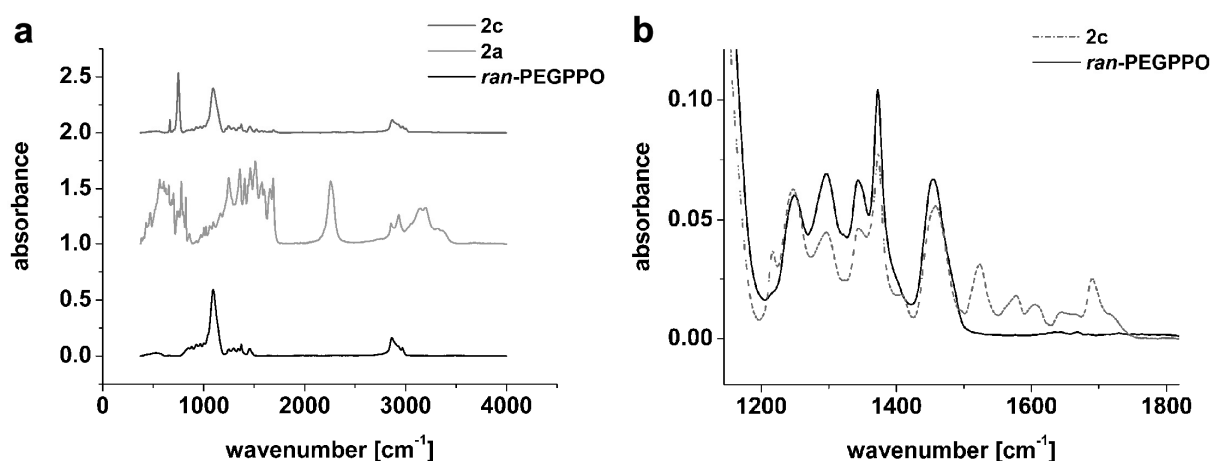 a
2c
2a
ran-PEGPPO
absorbance
2.5
2.0
1.5
1.0
0.5
0.0
0 1000 2000 3000 4000
wavenumber [cm-1]
b
2c
ran-PEGPPO
absorbance
0.10
0.05
0.00
1200 1400 1600 1800
wavenumber [cm-1]